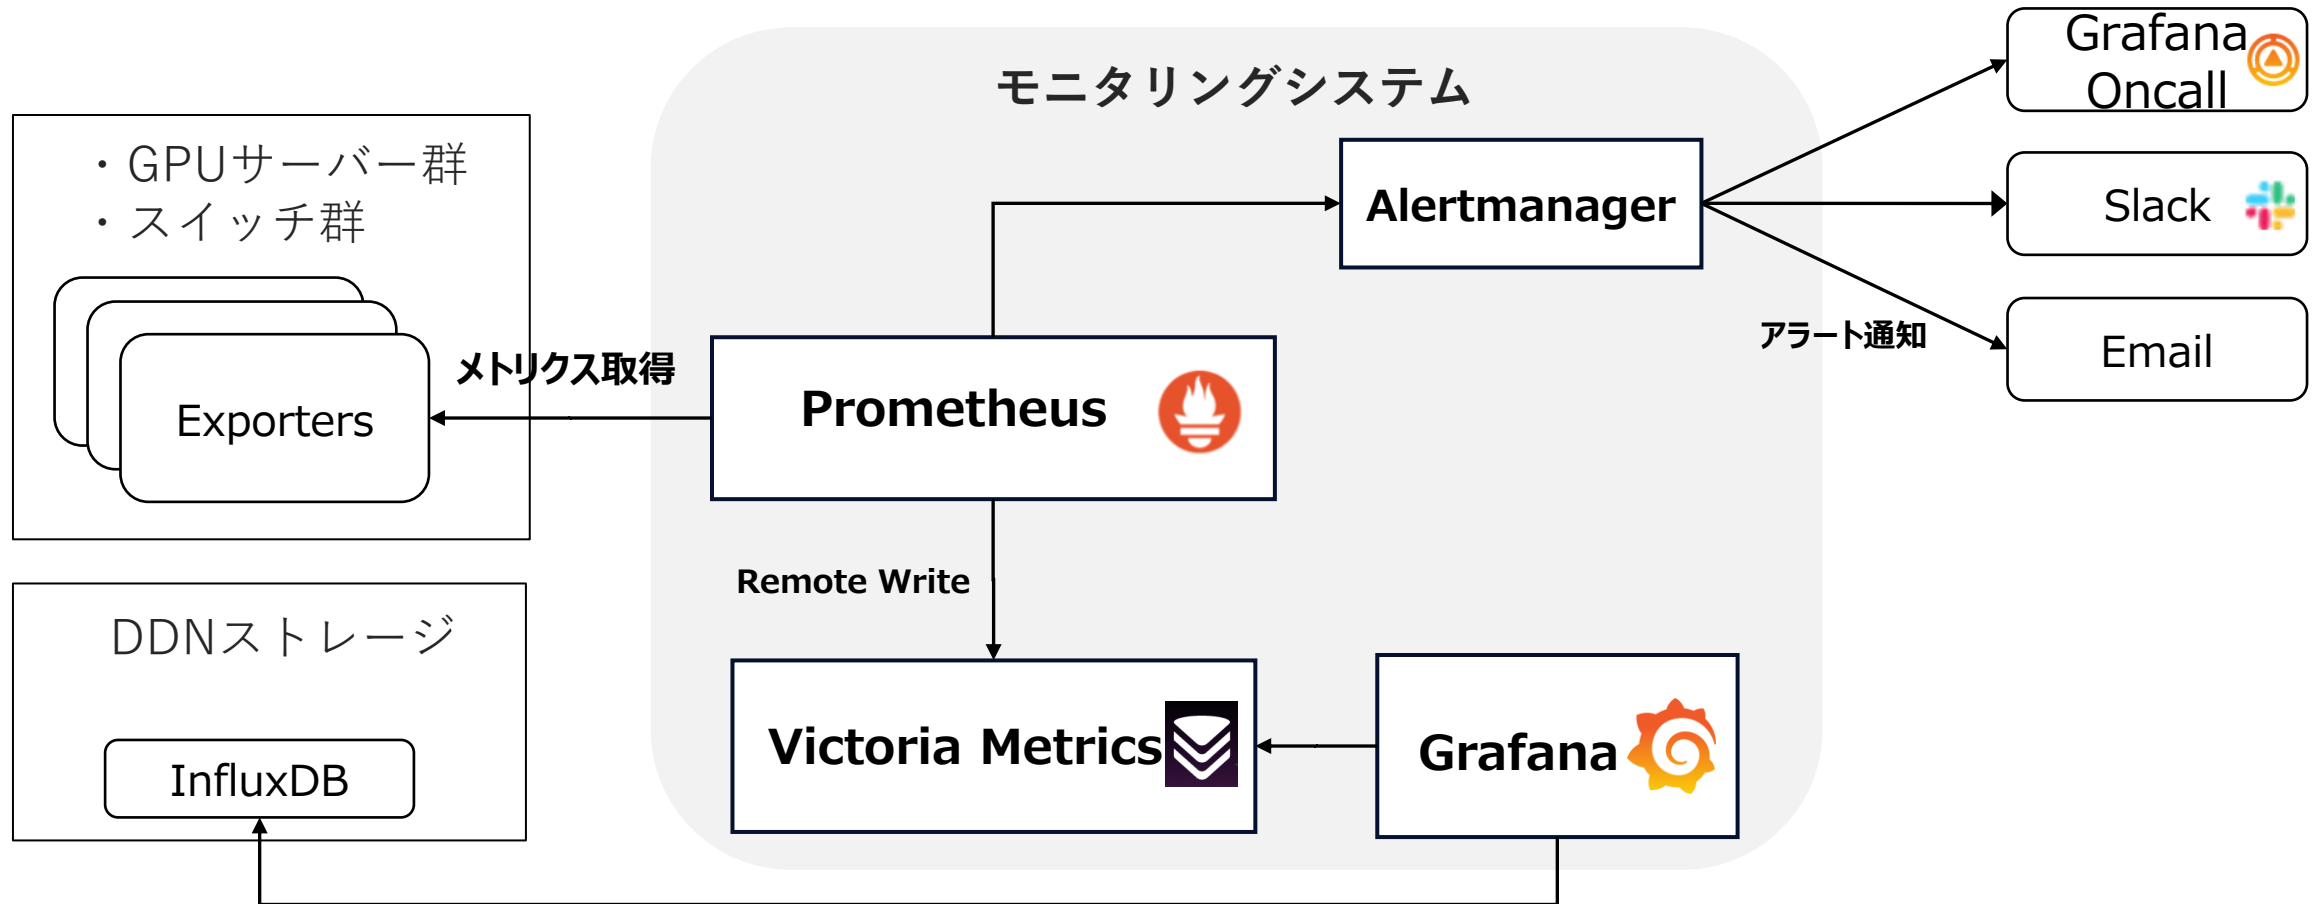 モニタリングシステム
・GPUサーバー群
・スイッチ群
Exporters
メトリクス取得
Prometheus
Alertmanager
Grafana
Oncall
Slack
Email
アラート通知
Remote Write
DDNストレージ
InfluxDB
Victoria Metrics
Grafana